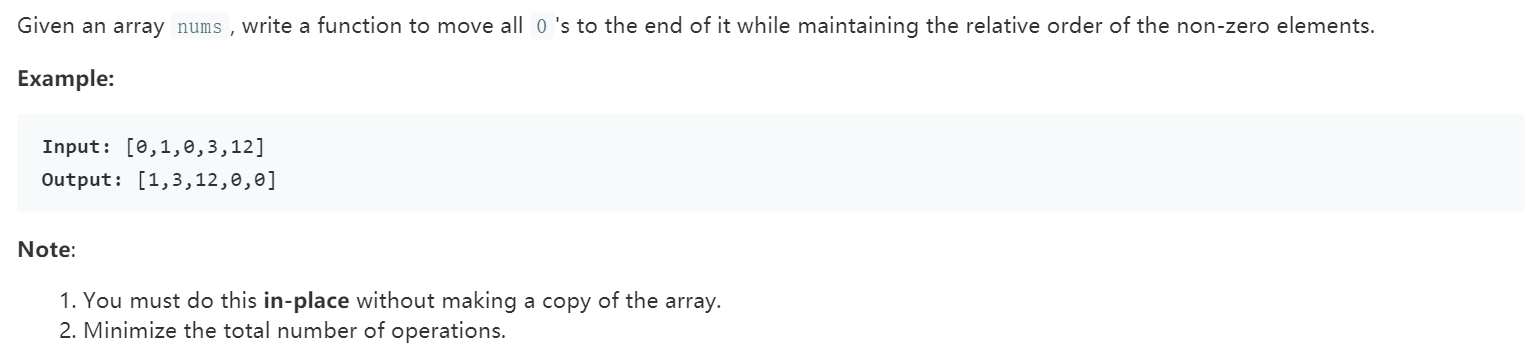 Given an array nums , write a function to move all 0 's to the end of it while maintaining the relative order of the non-zero elements.
Example:
Input: [0,1,0,3,12]
Output: [1,3,12,0,0]
Note:
1. You must do this in-place without making a copy of the array.
2. Minimize the total number of operations.